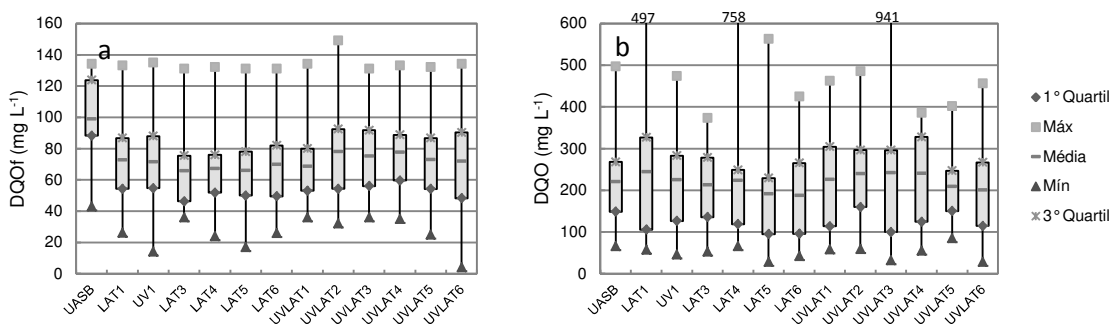 a
DQOf (mg L-1)
160
140
120
100
80
60
40
20
0
UASB LAT1 UV1 LAT3 LAT4 LAT5 LAT6 UVLAT1 UVLAT2 UVLAT3 UVLAT4 UVLAT5 UVLAT6
497 758 941
b
DQO (mg L-1)
600
500
400
300
200
100
0
UASB LAT1 UV1 LAT3 LAT4 LAT5 LAT6 UVLAT1 UVLAT2 UVLAT3 UVLAT4 UVLAT5 UVLAT6
1° Quartil
Máx
Média
Mín
3° Quartil